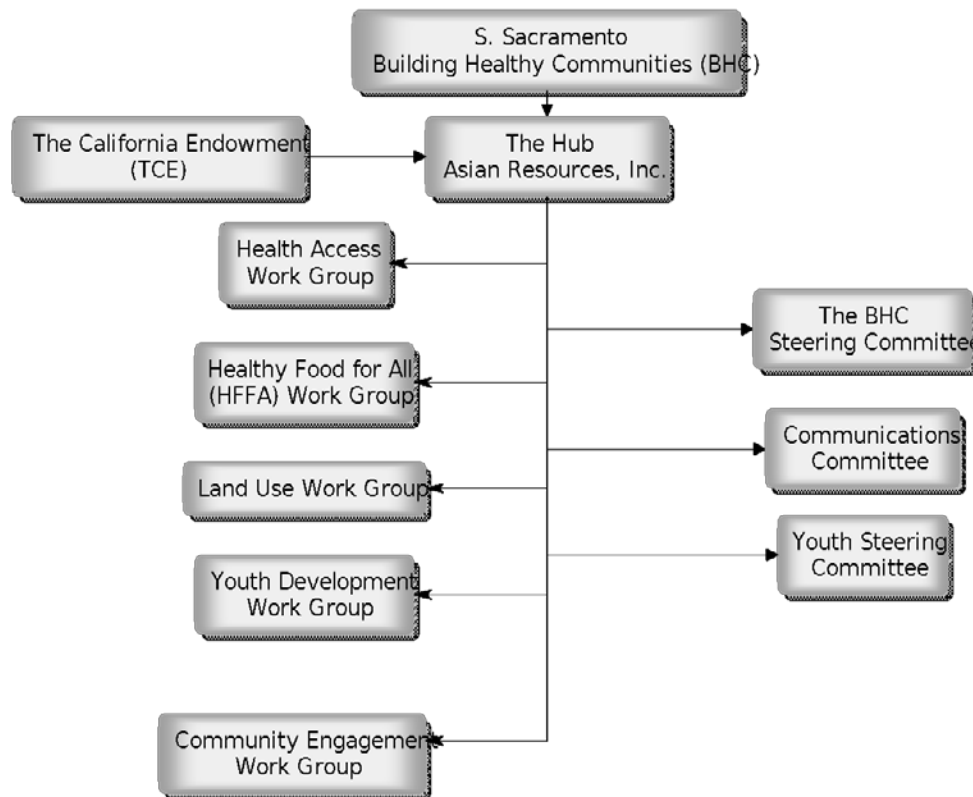 S. Sacramento
Building Healthy Communities (BHC)
The California Endowment
(TCE)
The Hub
Asian Resources, Inc.
Health Access
Work Group
The BHC
Steering Committee
Healthy Food for All
(HFFA) Work Group
Communications
Committee
Land Use Work Group
Youth Steering
Committee
Youth Development
Work Group
Community Engagement
Work Group